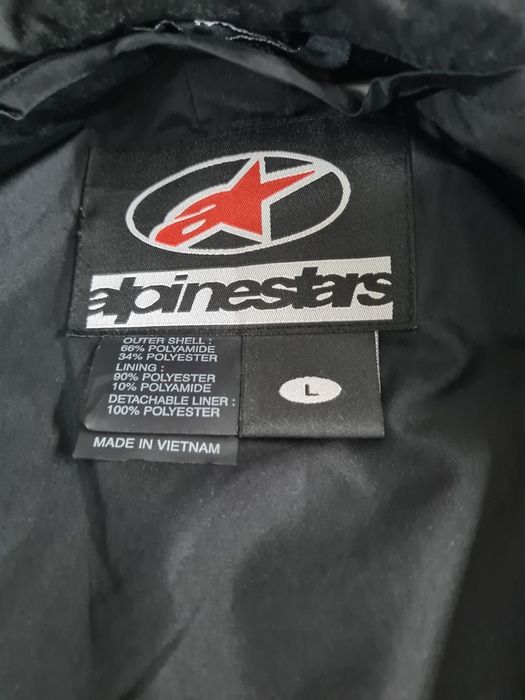 alpinestars
OUTER SHELL :
66% POLYAMIDE
34% POLYESTER
LINING :
90% POLYESTER
10% POLYAMIDE
DETACHABLE LINER :
100% POLYESTER
L
MADE IN VIETNAM